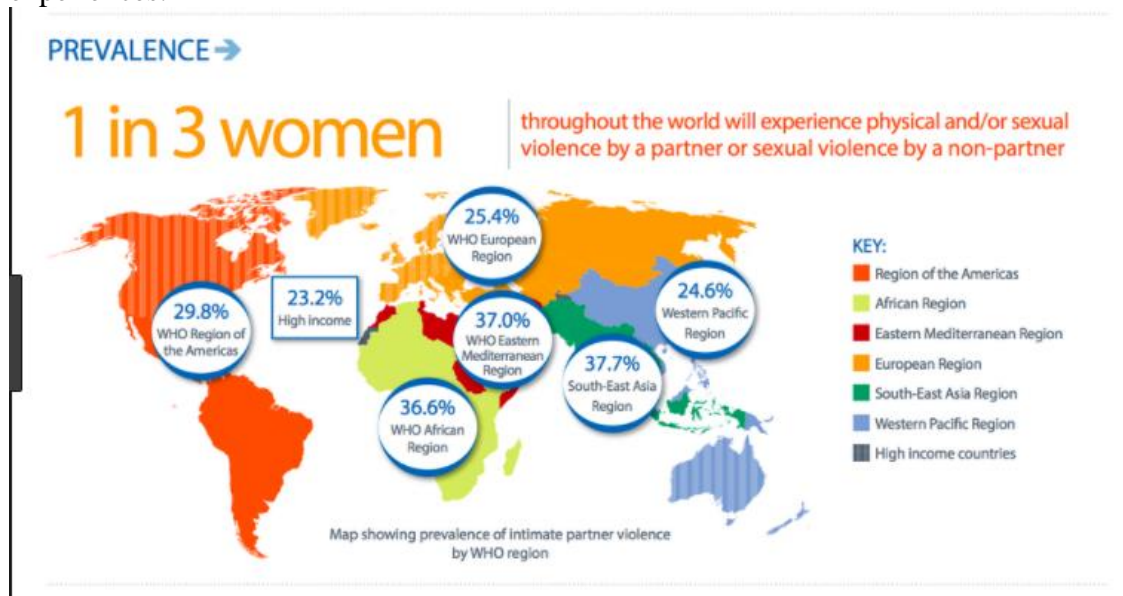 PREVALENCE
1 in 3 women
throughout the world will experience physical and/or sexual
violence by a partner or sexual violence by a non-partner
25.4%
WHO European
Region
23.2%
High income
29.8%
WHO Region of
the Americas
37.0%
WHO Eastern
Mediterranean
Region
24.6%
Western Pacific
Region
37.7%
South-East Asia
Region
36.6%
WHO African
Region
KEY:
Region of the Americas
African Region
Eastern Mediterranean Region
European Region
South-East Asia Region
Western Pacific Region
High income countries
Map showing prevalence of intimate partner violence
by WHO region